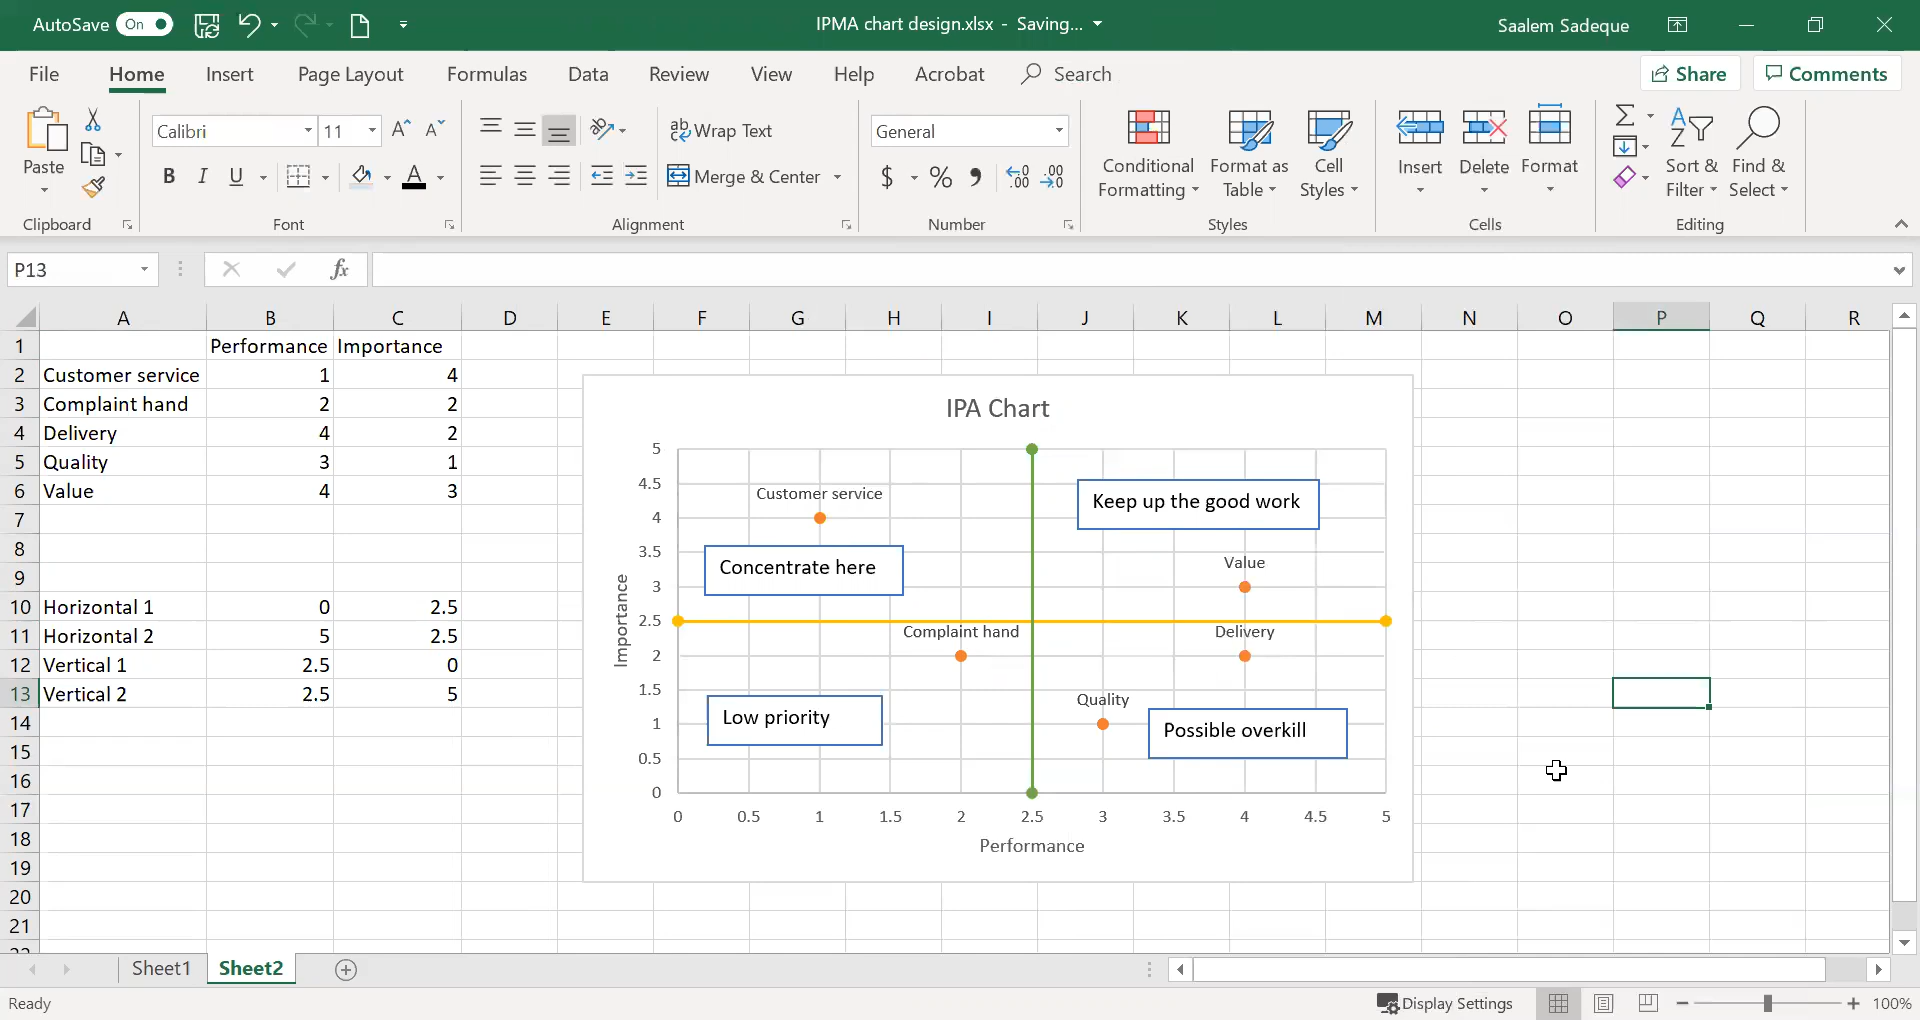 AutoSave On IPMA chart design.xlsx - Saving... Saalem Sadeque
File Home Insert Page Layout Formulas Data Review View Help Acrobat Search Share Comments
Calibri 11 ab Wrap Text General
Paste B I U A Merge & Center $ % , .00 .00
Conditional Formatting Format as Table Cell Styles Insert Delete Format Sort & Filter Find & Select
Clipboard Font Alignment Number Styles Cells Editing
P13 fx
A B C D E F G H I J K L M N O P Q R
1 Performance Importance
2 Customer service 1 4
3 Complaint hand 2 2
4 Delivery 4 2
5 Quality 3 1
6 Value 4 3
7
8
9
10 Horizontal 1 0 2.5
11 Horizontal 2 5 2.5
12 Vertical 1 2.5 0
13 Vertical 2 2.5 5
14
15
16
17
18
19
20
21
IPA Chart
5
4.5
4
3.5
3
2.5
2
1.5
1
0.5
0
Importance
Customer service
Keep up the good work
Concentrate here
Value
Complaint hand
Delivery
Quality
Low priority
Possible overkill
0 0.5 1 1.5 2 2.5 3 3.5 4 4.5 5
Performance
Sheet1 Sheet2
Ready Display Settings 100%